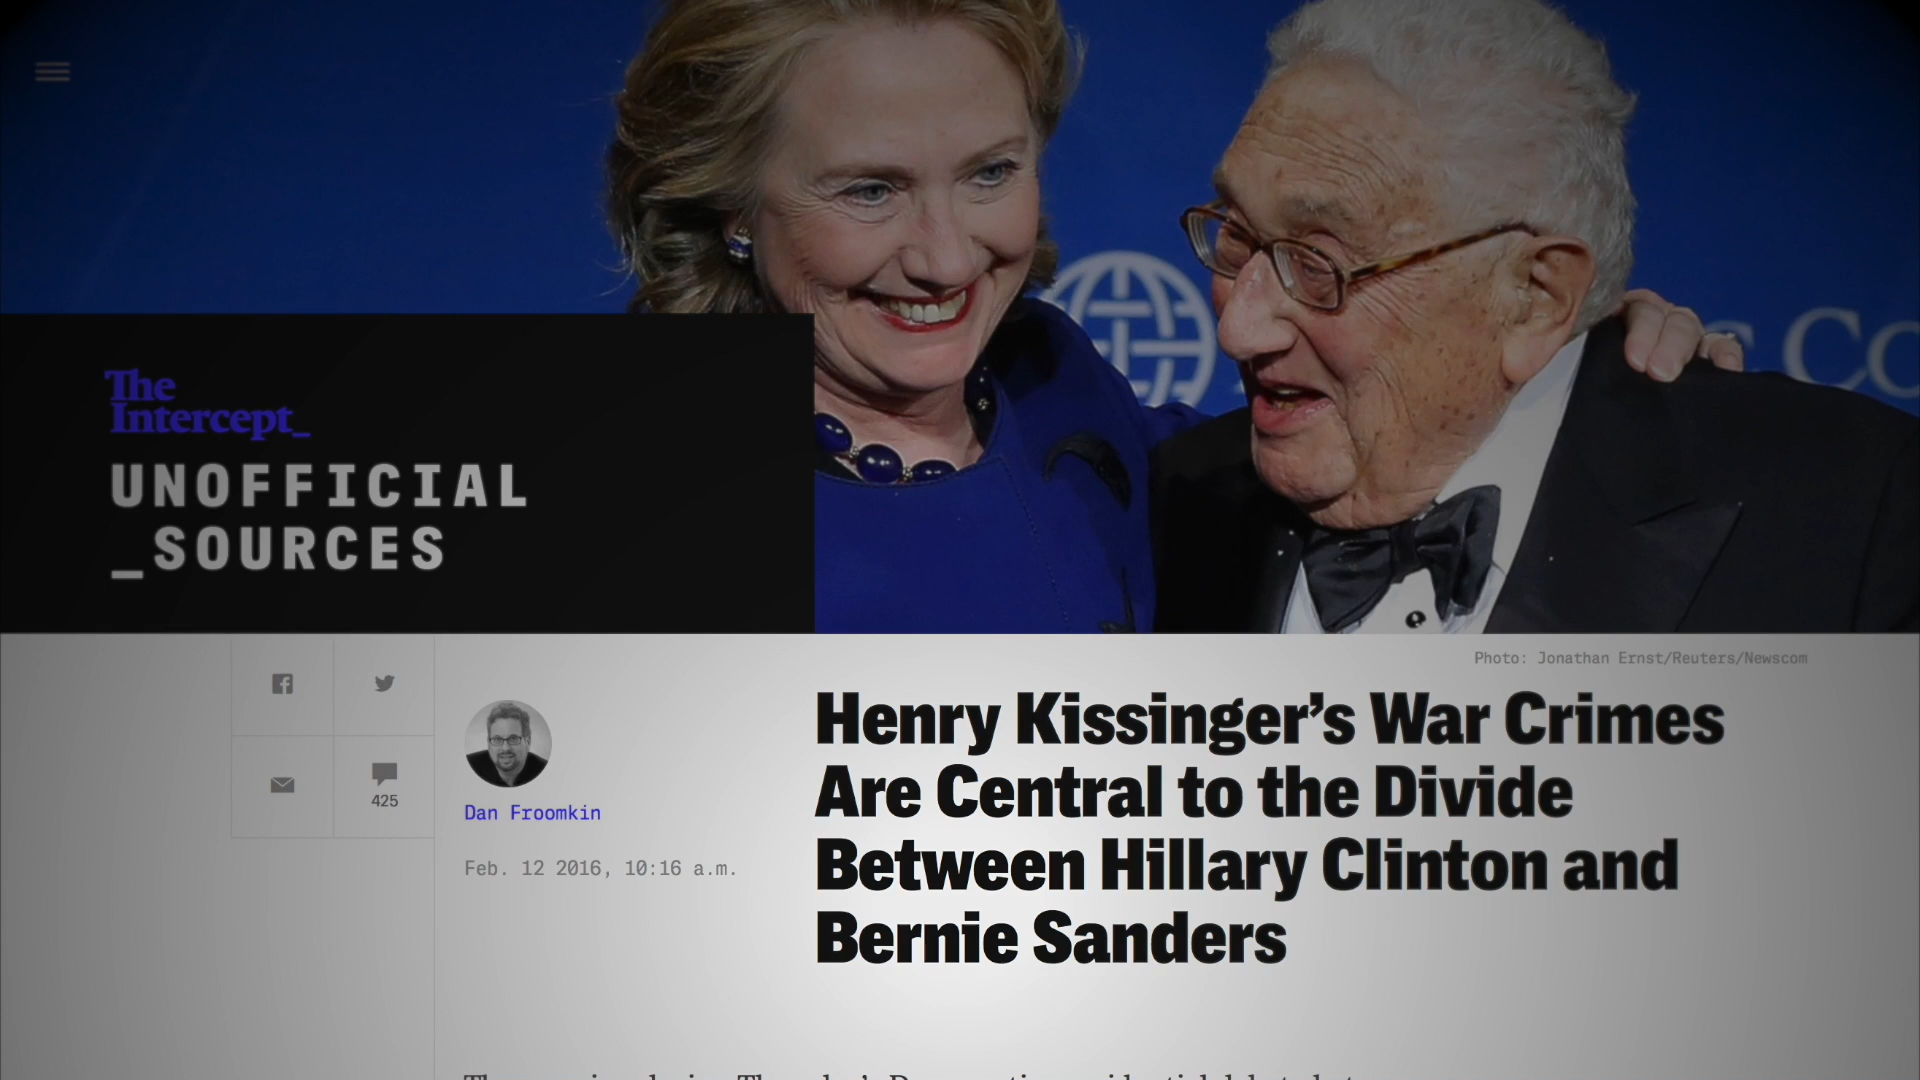 The
Intercept_
UNOFFICIAL
_SOURCES
Co
Photo: Jonathan Ernst/Reuters/Newscom
Henry Kissinger’s War Crimes
Are Central to the Divide
Between Hillary Clinton and
Bernie Sanders
425
Dan Froomkin
Feb. 12 2016, 10:16 a.m.